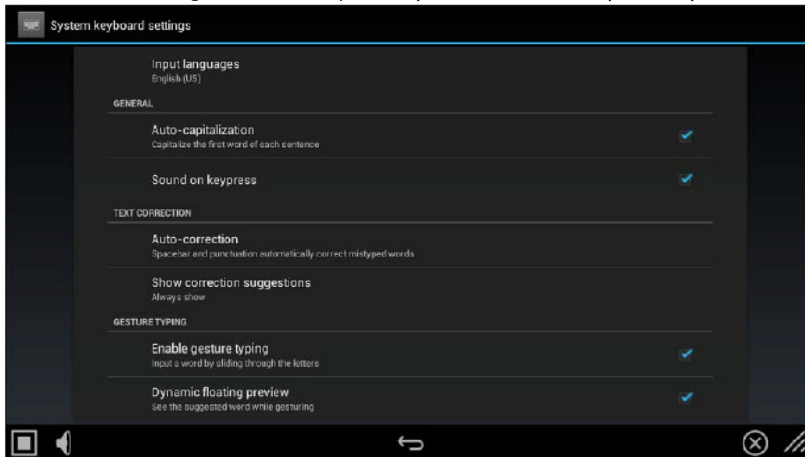 System keyboard settings
Input languages
English (US)
GENERAL
Auto-capitalization
Capitalize the first word of each sentence
Sound on keypress
TEXT CORRECTION
Auto-correction
Spacebar and punctuation automatically correct mistyped words
Show correction suggestions
Always show
GESTURE TYPING
Enable gesture typing
Input a word by sliding through the letters
Dynamic floating preview
See the suggested word while gesturing